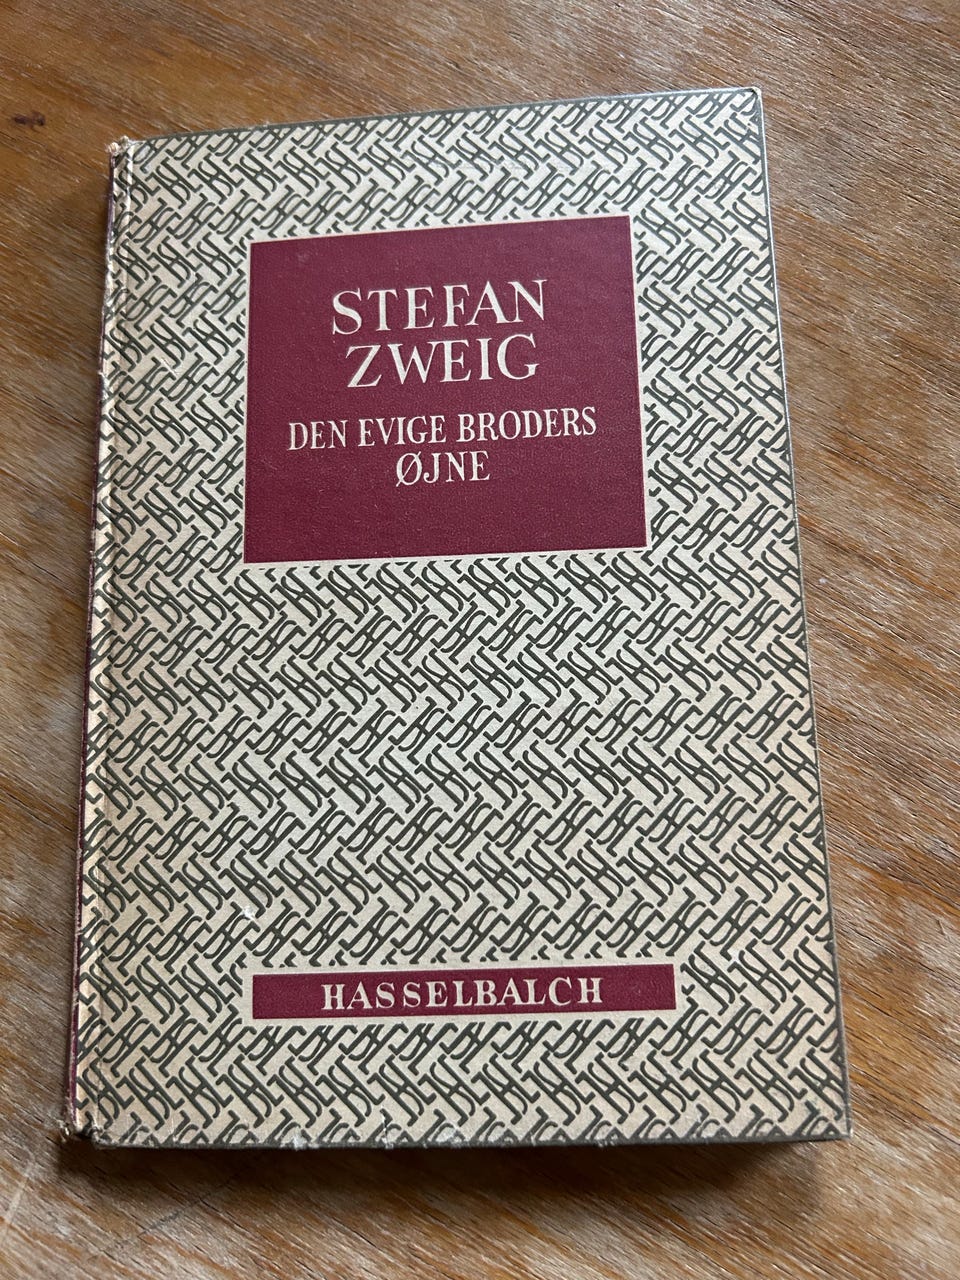 STEFAN
ZWEIG
DEN EVIGE BRODERS
ØJNE
HASSELBALCH